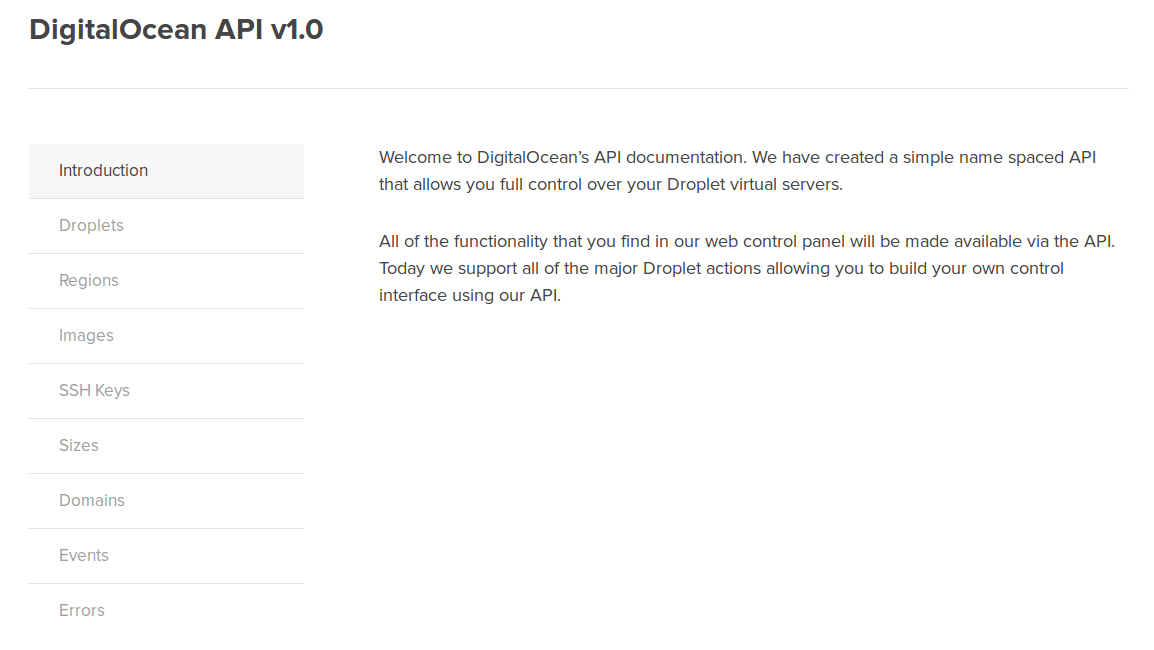 DigitalOcean API v1.0
Introduction
Droplets
Regions
Images
SSH Keys
Sizes
Domains
Events
Errors
Welcome to DigitalOcean’s API documentation. We have created a simple name spaced API
that allows you full control over your Droplet virtual servers.
All of the functionality that you find in our web control panel will be made available via the API.
Today we support all of the major Droplet actions allowing you to build your own control
interface using our API.